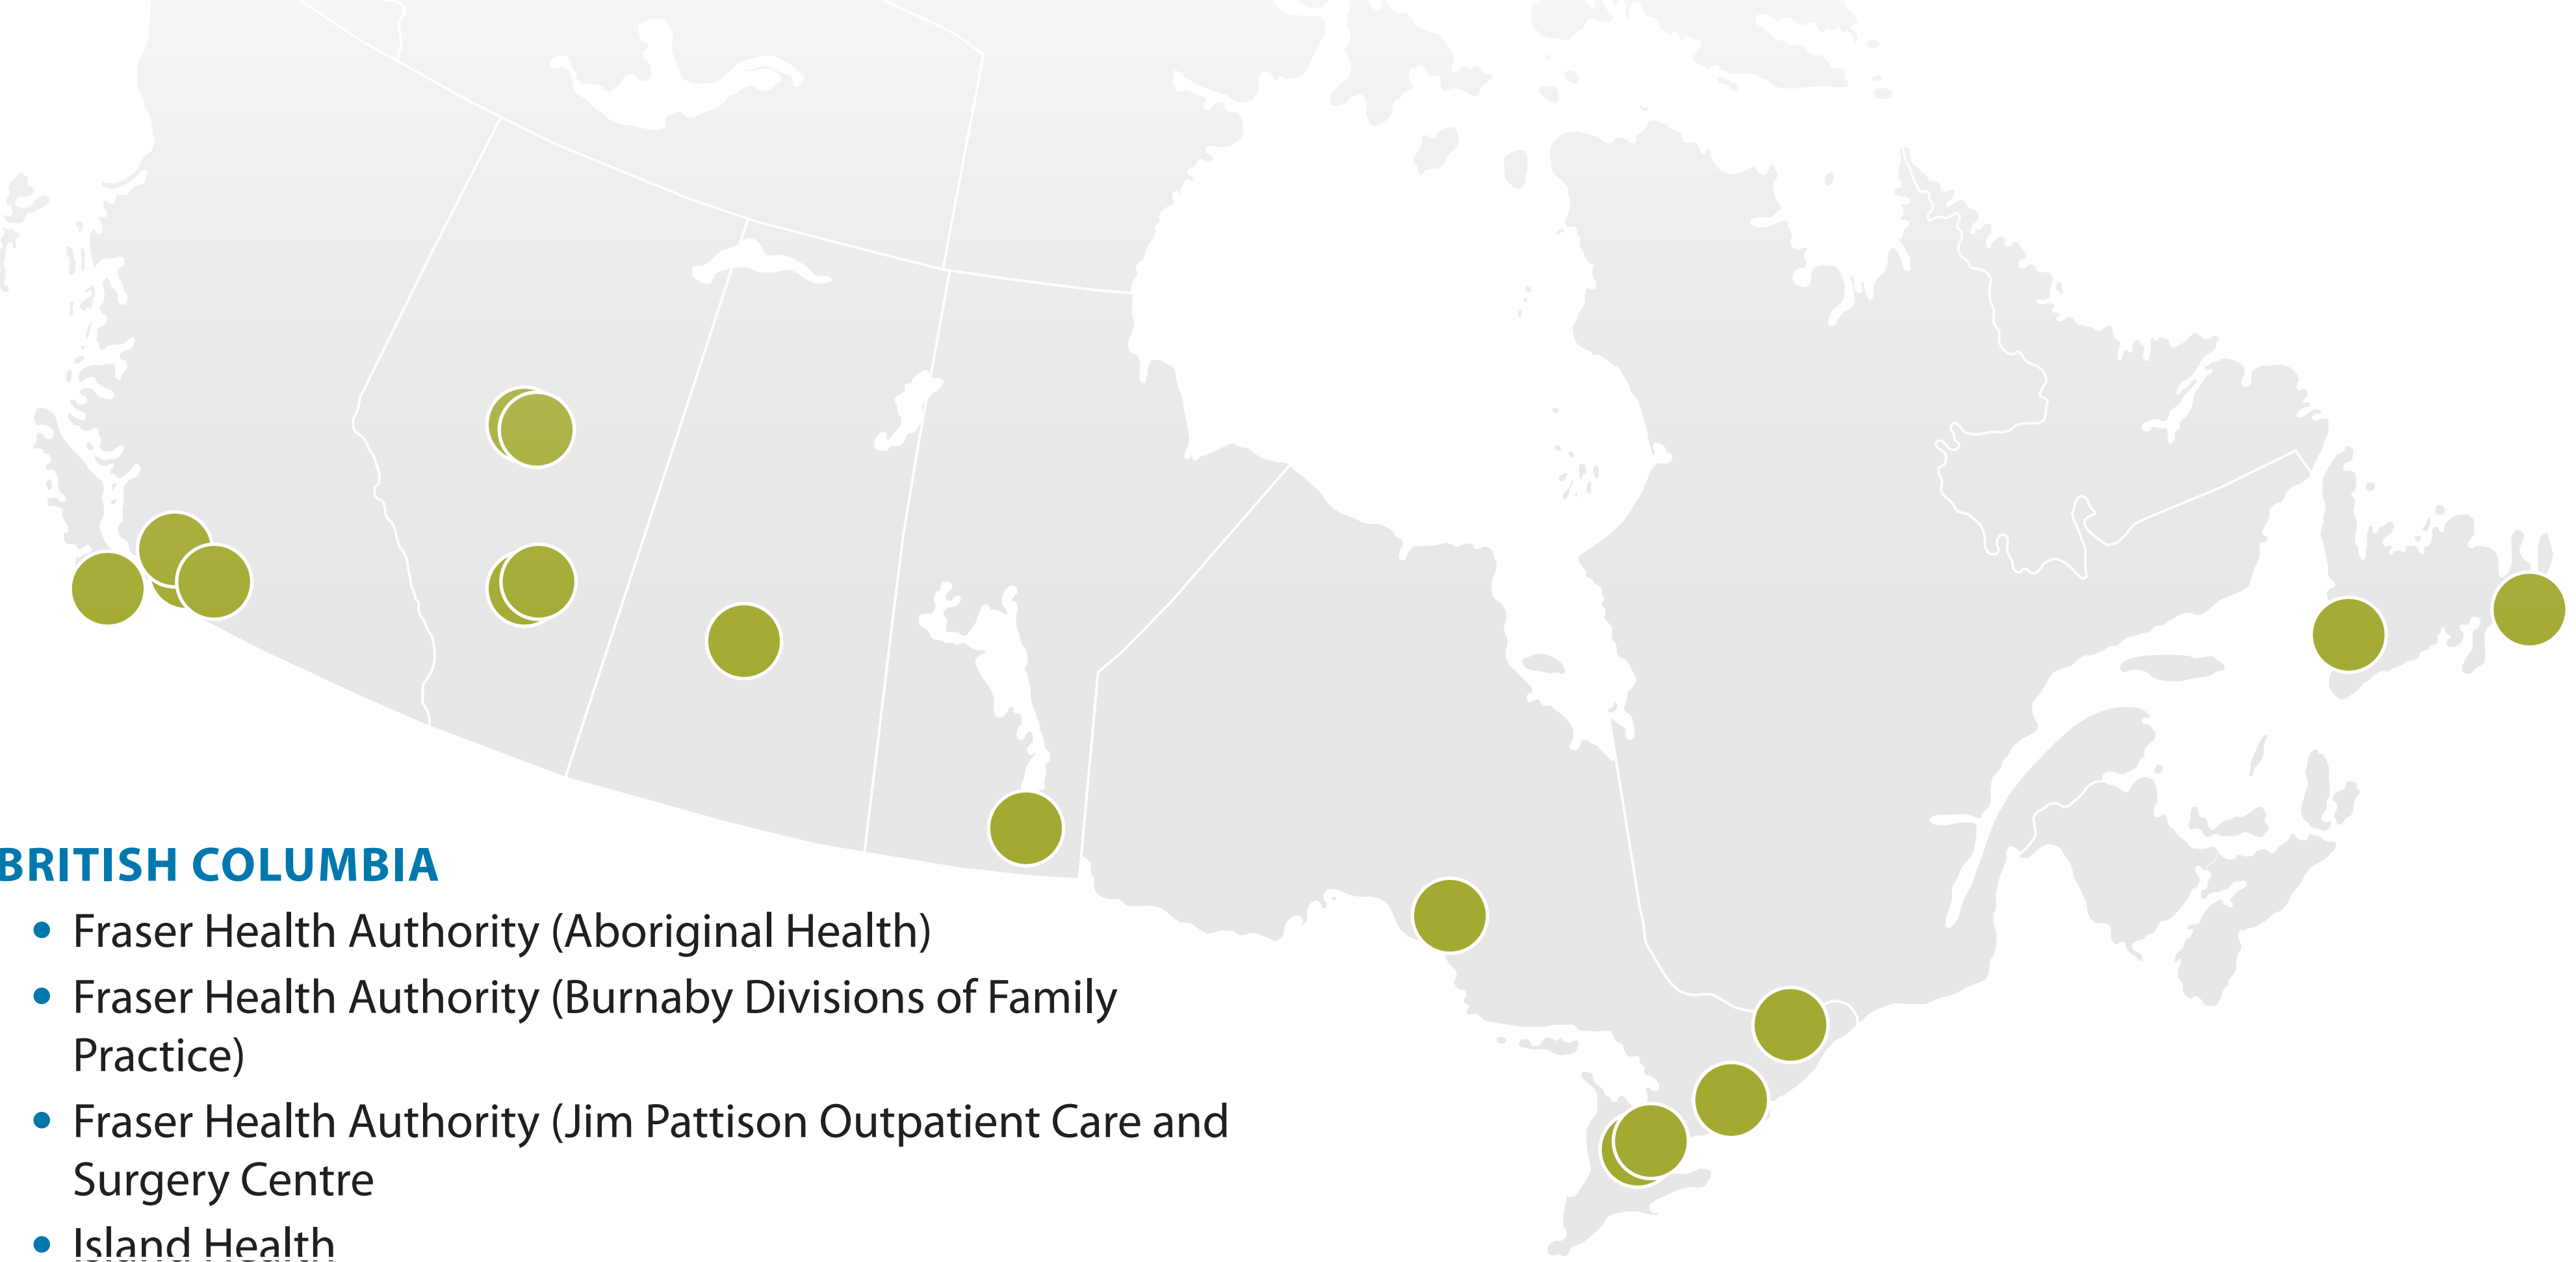 BRITISH COLUMBIA
• Fraser Health Authority (Aboriginal Health)
• Fraser Health Authority (Burnaby Divisions of Family
Practice)
• Fraser Health Authority (Jim Pattison Outpatient Care and
Surgery Centre
• Island Health